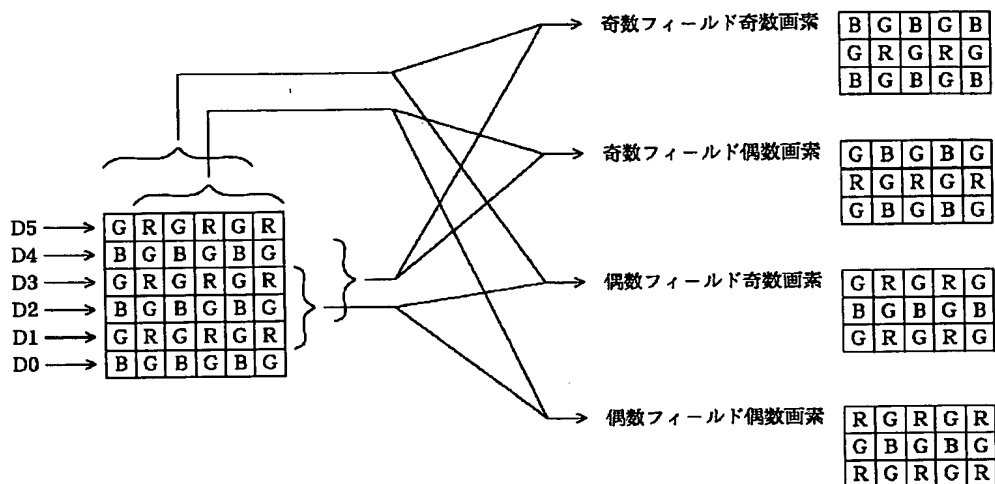 奇数フィールド奇数画素
B G B G B
G R G R G
B G B G B
奇数フィールド偶数画素
G B G B G
R G R G R
G B G B G
D5 G R G R G R
D4 B G B G B G
D3 G R G R G R
D2 B G B G B G
D1 G R G R G R
D0 B G B G B G
偶数フィールド奇数画素
G R G R G
B G B G B
G R G R G
偶数フィールド偶数画素
R G R G R
G B G B G
R G R G R